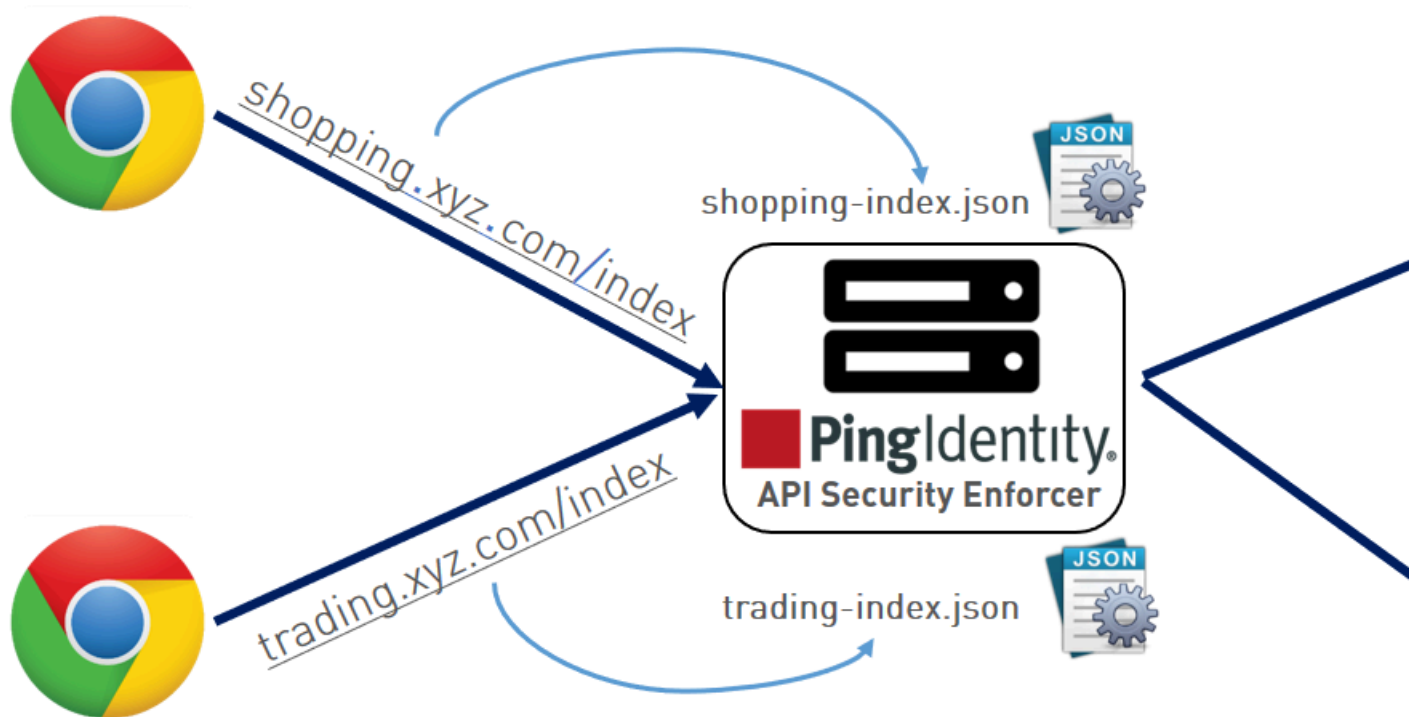 shopping.xyz.com/index
JSON
shopping-index.json
PingIdentity®
API Security Enforcer
trading.xyz.com/index
JSON
trading-index.json